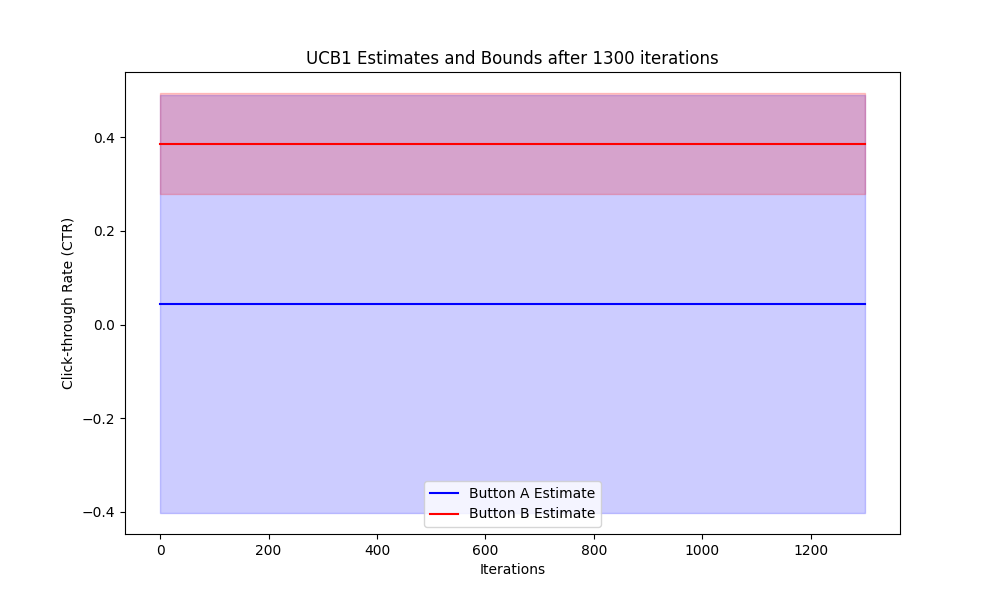 UCB1 Estimates and Bounds after 1300 iterations
Click-through Rate (CTR)
0.4
0.2
0.0
−0.2
−0.4
Button A Estimate
Button B Estimate
0 200 400 600 800 1000 1200
Iterations